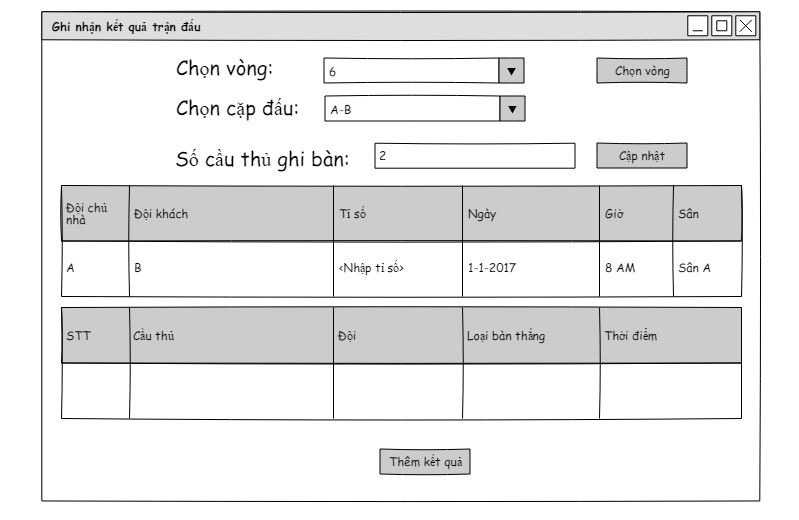 Ghi nhận kết quả trận đấu
Chọn vòng:
6
Chọn vòng
Chọn cặp đấu:
A-B
Số cầu thủ ghi bàn:
2
Cập nhật
Đội chủ
nhà
Đội khách
Tỉ số
Ngày
Giờ
Sân
A
B
<Nhập tỉ số>
1-1-2017
8 AM
Sân A
STT
Cầu thủ
Đội
Loại bàn thắng
Thời điểm
Thêm kết quả